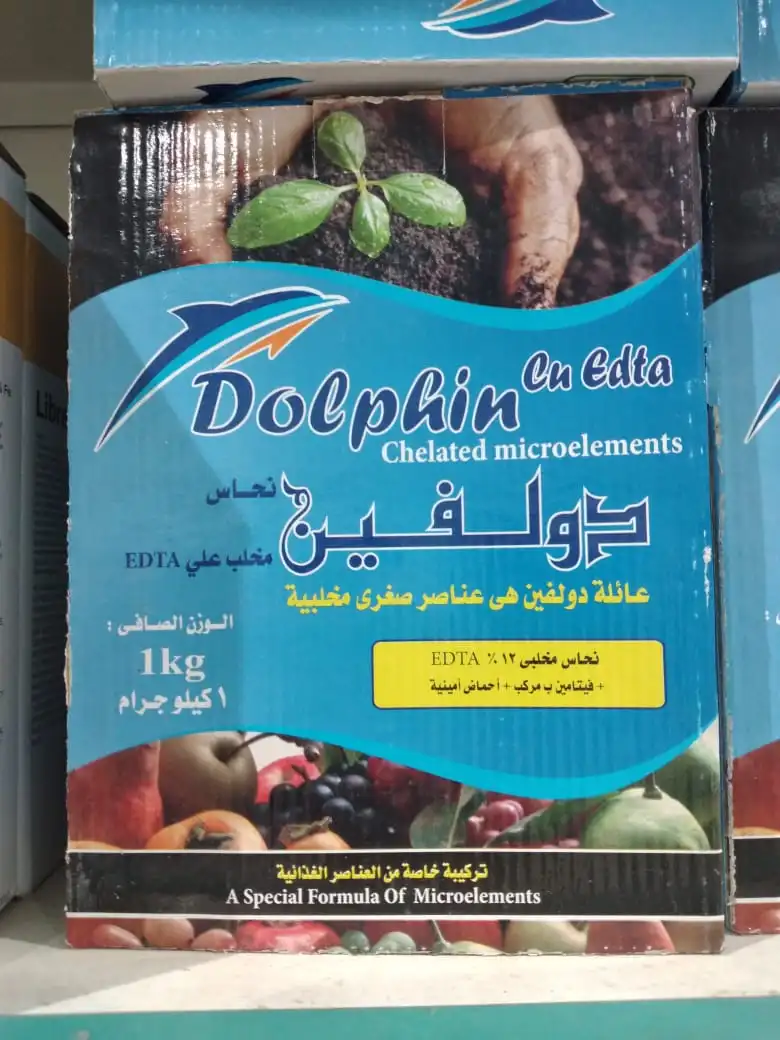 Dolphin Cu Edta
Chelated microelements
نحاس
دولفين
مخلب علي EDTA
عائلة دولفين هى عناصر صغرى مخلبية
الوزن الصافى :
1kg
١ كيلو جرام
نحاس مخلبى ١٢ ٪ EDTA
+ فيتامين ب مركب + أحماض أمينية
تركيبة خاصة من العناصر الغذائية
A Special Formula Of Microelements